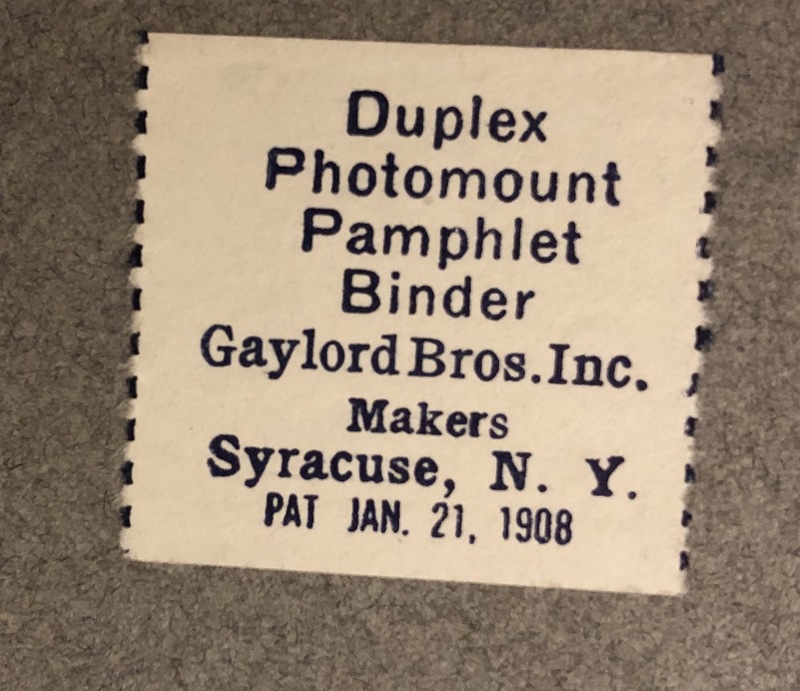 Duplex
Photomount
Pamphlet
Binder
Gaylord Bros. Inc.
Makers
Syracuse, N. Y.
PAT JAN. 21, 1908